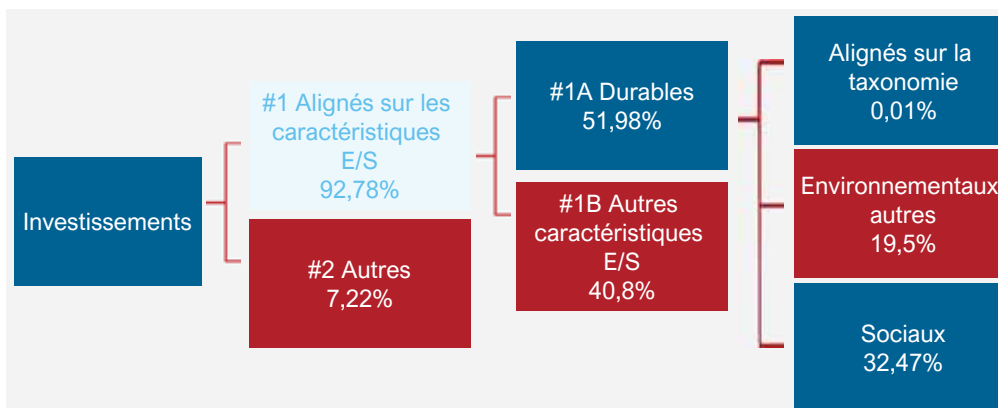 Investissements
#1 Alignés sur les
caractéristiques
E/S
92,78%
#2 Autres
7,22%
#1A Durables
51,98%
#1B Autres
caractéristiques
E/S
40,8%
Alignés sur la
taxonomie
0,01%
Environnementaux
autres
19,5%
Sociaux
32,47%